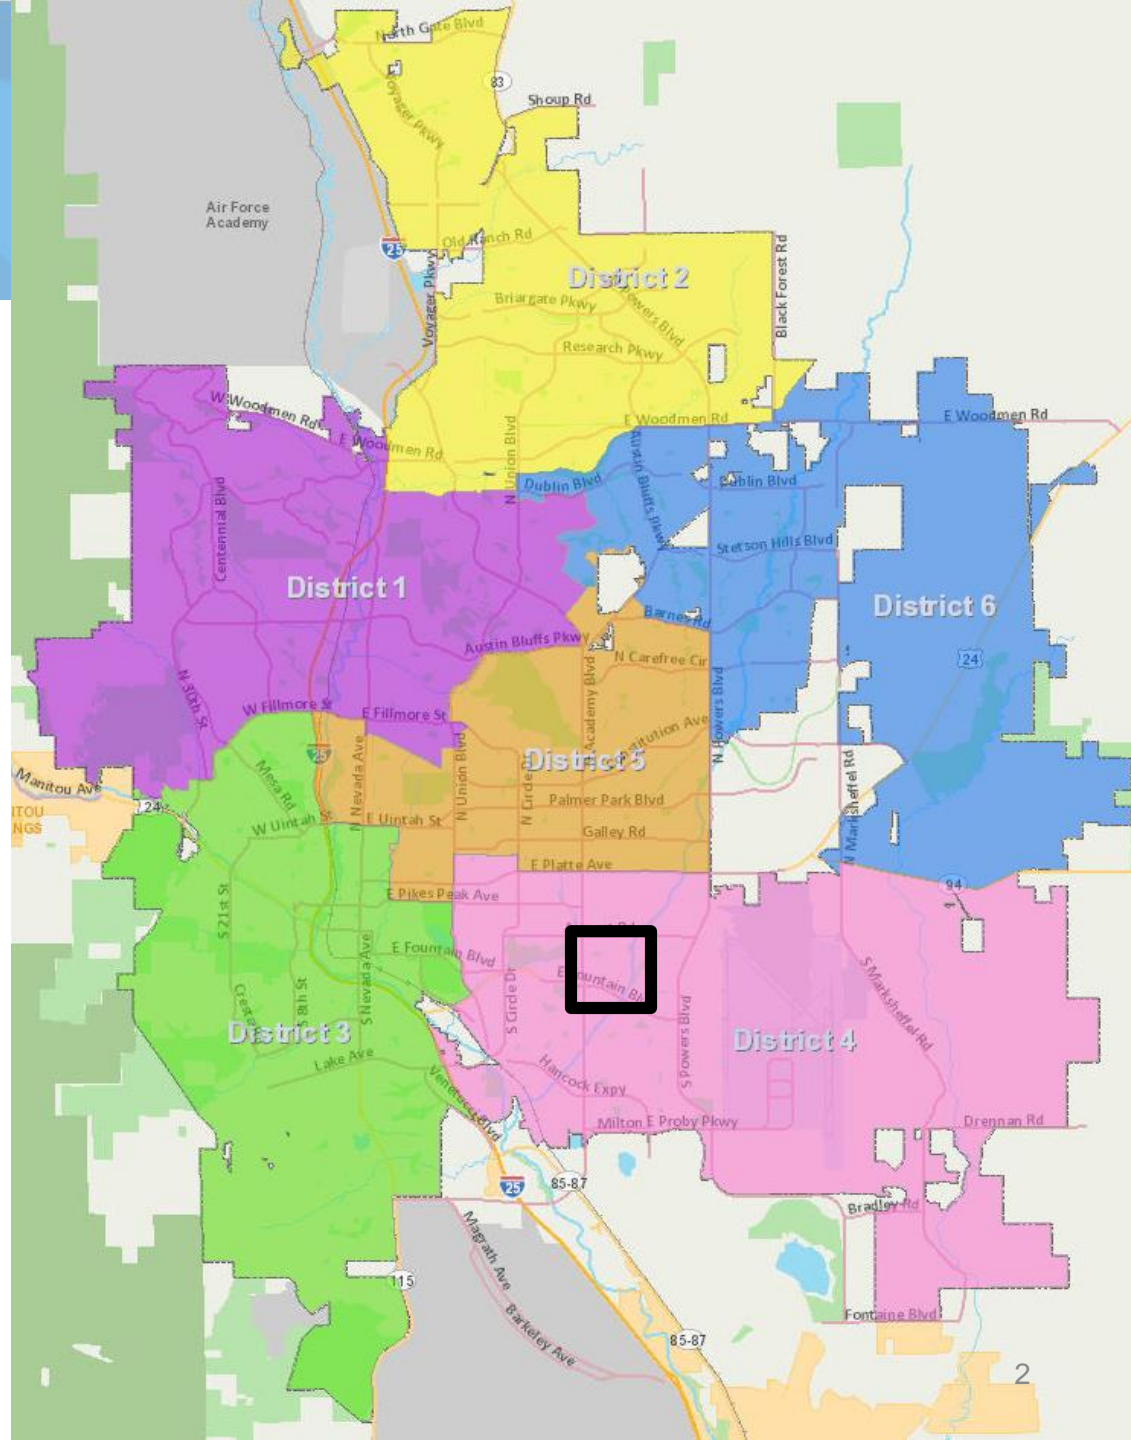 North Gate Blvd
Voyager Pkwy
83
Shoup Rd
Air Force
Academy
25
Old Ranch Rd
Voyager Pkwy
District 2
Briargate Pkwy
Powers Blvd
Black Forest Rd
Research Pkwy
W Woodmen Rd
E Woodmen Rd
E Woodmen Rd
E Woodmen Rd
N Union Blvd
Austin Bluffs Pkwy
Dublin Blvd
Dublin Blvd
Centennial Blvd
Stetson Hills Blvd
District 1
District 6
Barnes Rd
Austin Bluffs Pkwy
N Carefree Cir
24
N 30th St
W Fillmore St
E Fillmore St
N Academy Blvd
N Powers Blvd
Constitution Ave
25
N Nevada Ave
N Union Blvd
District 5
N Circle Dr
Mesa Rd
Manitou Ave
24
Palmer Park Blvd
N Marksheffel Rd
ITOU
NGS
W Uintah St
E Uintah St
Galley Rd
E Platte Ave
S 21st St
E Pikes Peak Ave
94
E Fountain Blvd
E Fountain Bl
S Nevada Ave
S 8th St
S Circle Dr
S Powers Blvd
S Marksheffel Rd
District 3
District 4
Lake Ave
Venetucci Blvd
Hancock Expy
Milton E Proby Pkwy
Drennan Rd
25
85-87
Bradley Rd
Magrath Ave
115
Barkeley Ave
Fontaine Blvd
85-87
2